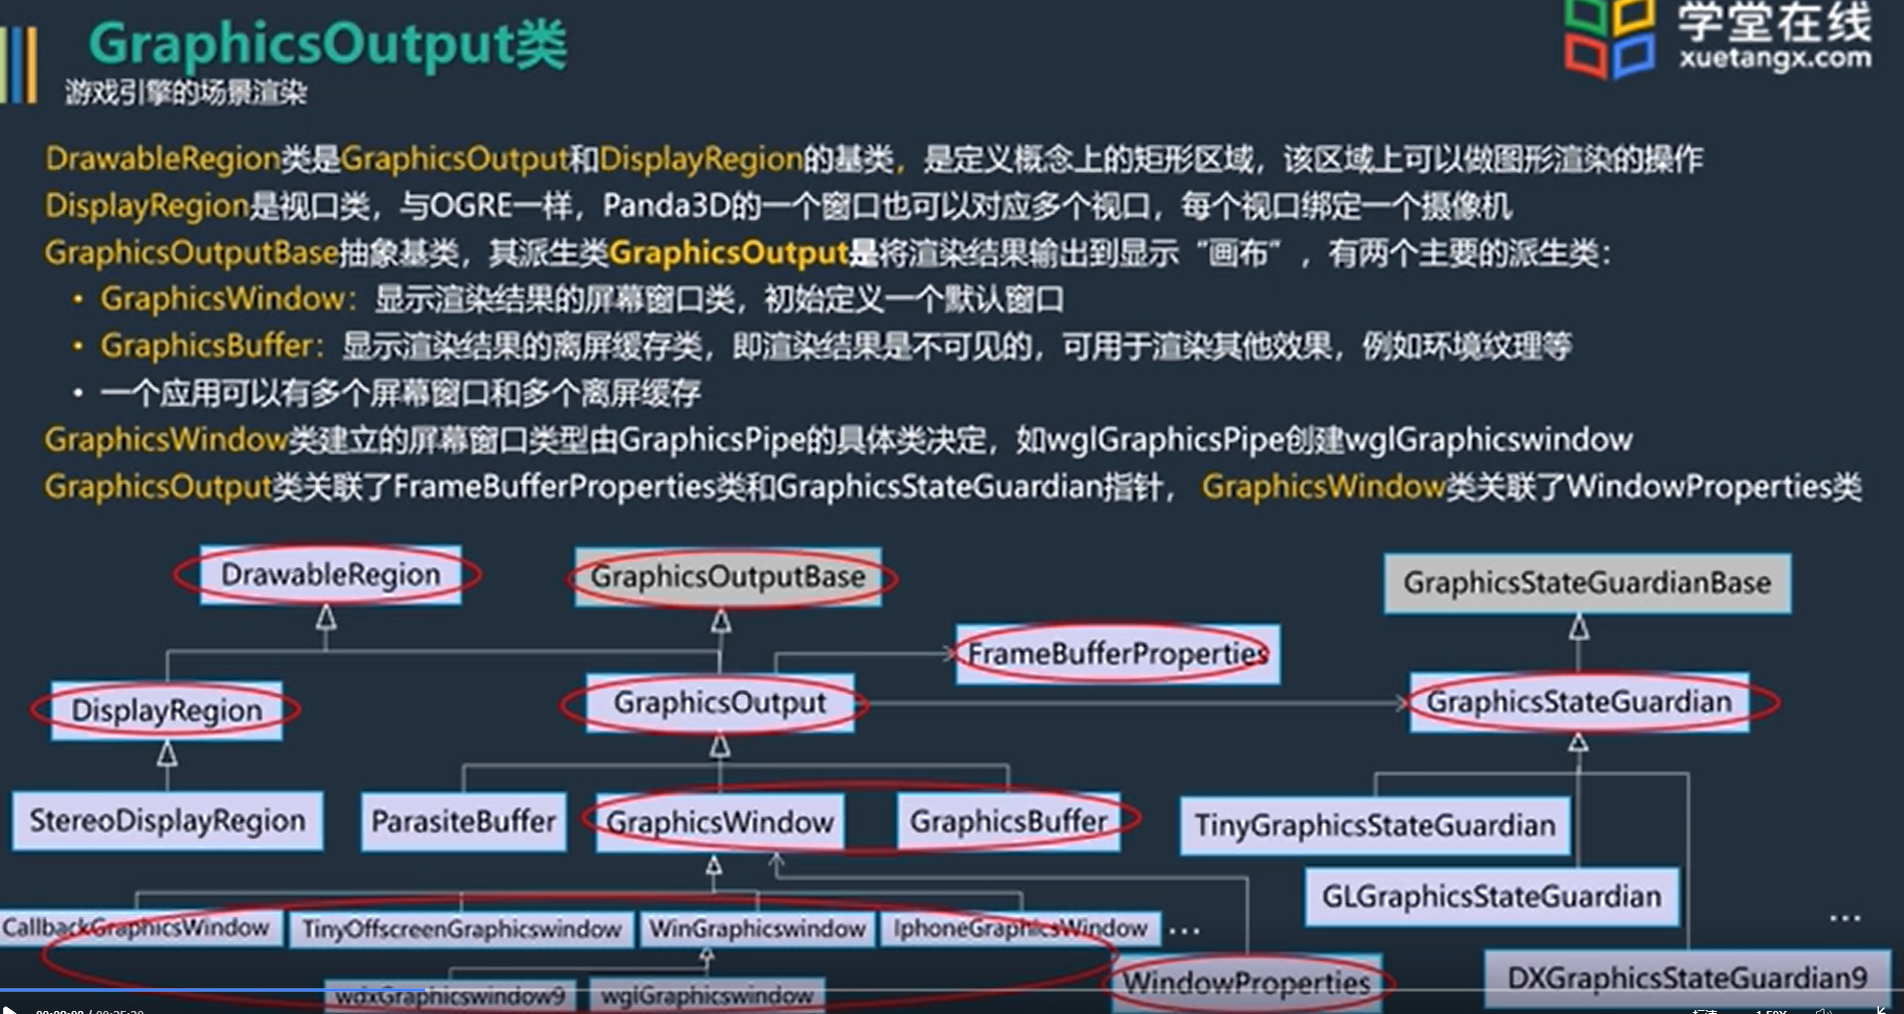 GraphicsOutput类
游戏引擎的场景渲染
学堂在线
xuetangx.com
DrawableRegion类是GraphicsOutput和DisplayRegion的基类，是定义概念上的矩形区域，该区域上可以做图形渲染的操作
DisplayRegion是视口类，与OGRE一样，Panda3D的一个窗口也可以对应多个视口，每个视口绑定一个摄像机
GraphicsOutputBase抽象基类，其派生类GraphicsOutput是将渲染结果输出到显示“画布”，有两个主要的派生类：
• GraphicsWindow：显示渲染结果的屏幕窗口类，初始定义一个默认窗口
• GraphicsBuffer：显示渲染结果的离屏缓存类，即渲染结果是不可见的，可用于渲染其他效果，例如环境纹理等
• 一个应用可以有多个屏幕窗口和多个离屏缓存
GraphicsWindow类建立的屏幕窗口类型由GraphicsPipe的具体类决定，如wglGraphicsPipe创建wglGraphicswindow
GraphicsOutput类关联了FrameBufferProperties类和GraphicsStateGuardian指针， GraphicsWindow类关联了WindowProperties类
DrawableRegion
GraphicsOutputBase
GraphicsStateGuardianBase
FrameBufferProperties
DisplayRegion
GraphicsOutput
GraphicsStateGuardian
StereoDisplayRegion
ParasiteBuffer
GraphicsWindow
GraphicsBuffer
TinyGraphicsStateGuardian
GLGraphicsStateGuardian
...
CallbackGraphicsWindow
TinyOffscreenGraphicswindow
WinGraphicswindow
IphoneGraphicsWindow
...
WindowProperties
DXGraphicsStateGuardian9
wdxGraphicswindow9
wglGraphicswindow